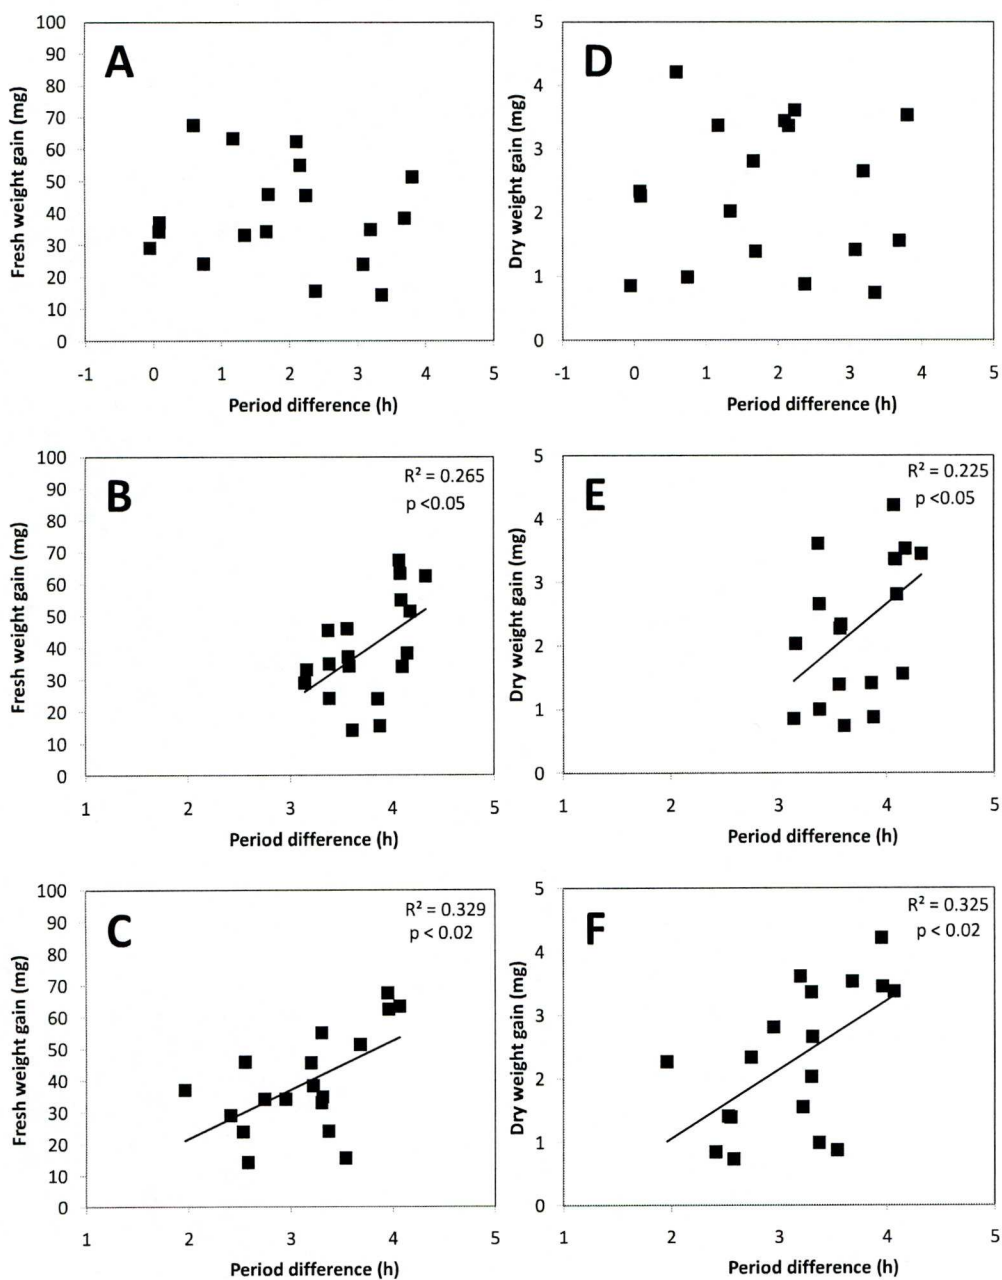 A
Fresh weight gain (mg)
100
90
80
70
60
50
40
30
20
10
0
-1 0 1 2 3 4 5
Period difference (h)
D
Dry weight gain (mg)
5
4
3
2
1
0
-1 0 1 2 3 4 5
Period difference (h)
B
R² = 0.265
p <0.05
Fresh weight gain (mg)
100
90
80
70
60
50
40
30
20
10
0
1 2 3 4 5
Period difference (h)
E
R² = 0.225
p <0.05
Dry weight gain (mg)
5
4
3
2
1
0
1 2 3 4 5
Period difference (h)
C
R² = 0.329
p < 0.02
Fresh weight gain (mg)
100
90
80
70
60
50
40
30
20
10
0
1 2 3 4 5
Period difference (h)
F
R² = 0.325
p < 0.02
Dry weight gain (mg)
5
4
3
2
1
0
1 2 3 4 5
Period difference (h)